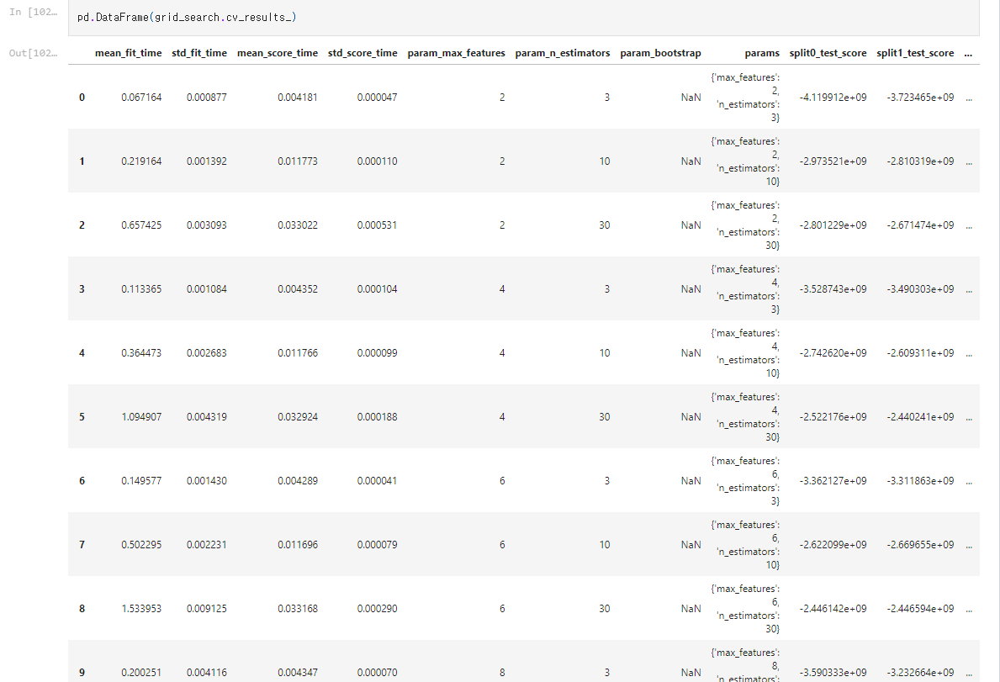 In [102…
pd.DataFrame(grid_search.cv_results_)
Out[102…
mean_fit_time std_fit_time mean_score_time std_score_time param_max_features param_n_estimators param_bootstrap params split0_test_score split1_test_score ...
0 0.067164 0.000877 0.004181 0.000047 2 3 NaN {'max_features': 2, 'n_estimators': 3} -4.119912e+09 -3.723465e+09 ...
1 0.219164 0.001392 0.011773 0.000110 2 10 NaN {'max_features': 2, 'n_estimators': 10} -2.973521e+09 -2.810319e+09 ...
2 0.657425 0.003093 0.033022 0.000531 2 30 NaN {'max_features': 2, 'n_estimators': 30} -2.801229e+09 -2.671474e+09 ...
3 0.113365 0.001084 0.004352 0.000104 4 3 NaN {'max_features': 4, 'n_estimators': 3} -3.528743e+09 -3.490303e+09 ...
4 0.364473 0.002683 0.011766 0.000099 4 10 NaN {'max_features': 4, 'n_estimators': 10} -2.742620e+09 -2.609311e+09 ...
5 1.094907 0.004319 0.032924 0.000188 4 30 NaN {'max_features': 4, 'n_estimators': 30} -2.522176e+09 -2.440241e+09 ...
6 0.149577 0.001430 0.004289 0.000041 6 3 NaN {'max_features': 6, 'n_estimators': 3} -3.362127e+09 -3.311863e+09 ...
7 0.502295 0.002231 0.011696 0.000079 6 10 NaN {'max_features': 6, 'n_estimators': 10} -2.622099e+09 -2.669655e+09 ...
8 1.533953 0.009125 0.033168 0.000290 6 30 NaN {'max_features': 6, 'n_estimators': 30} -2.446142e+09 -2.446594e+09 ...
9 0.200251 0.004116 0.004347 0.000070 8 3 NaN {'max_features': 8, 'n_estimators': -3.590333e+09 -3.232664e+09 ...